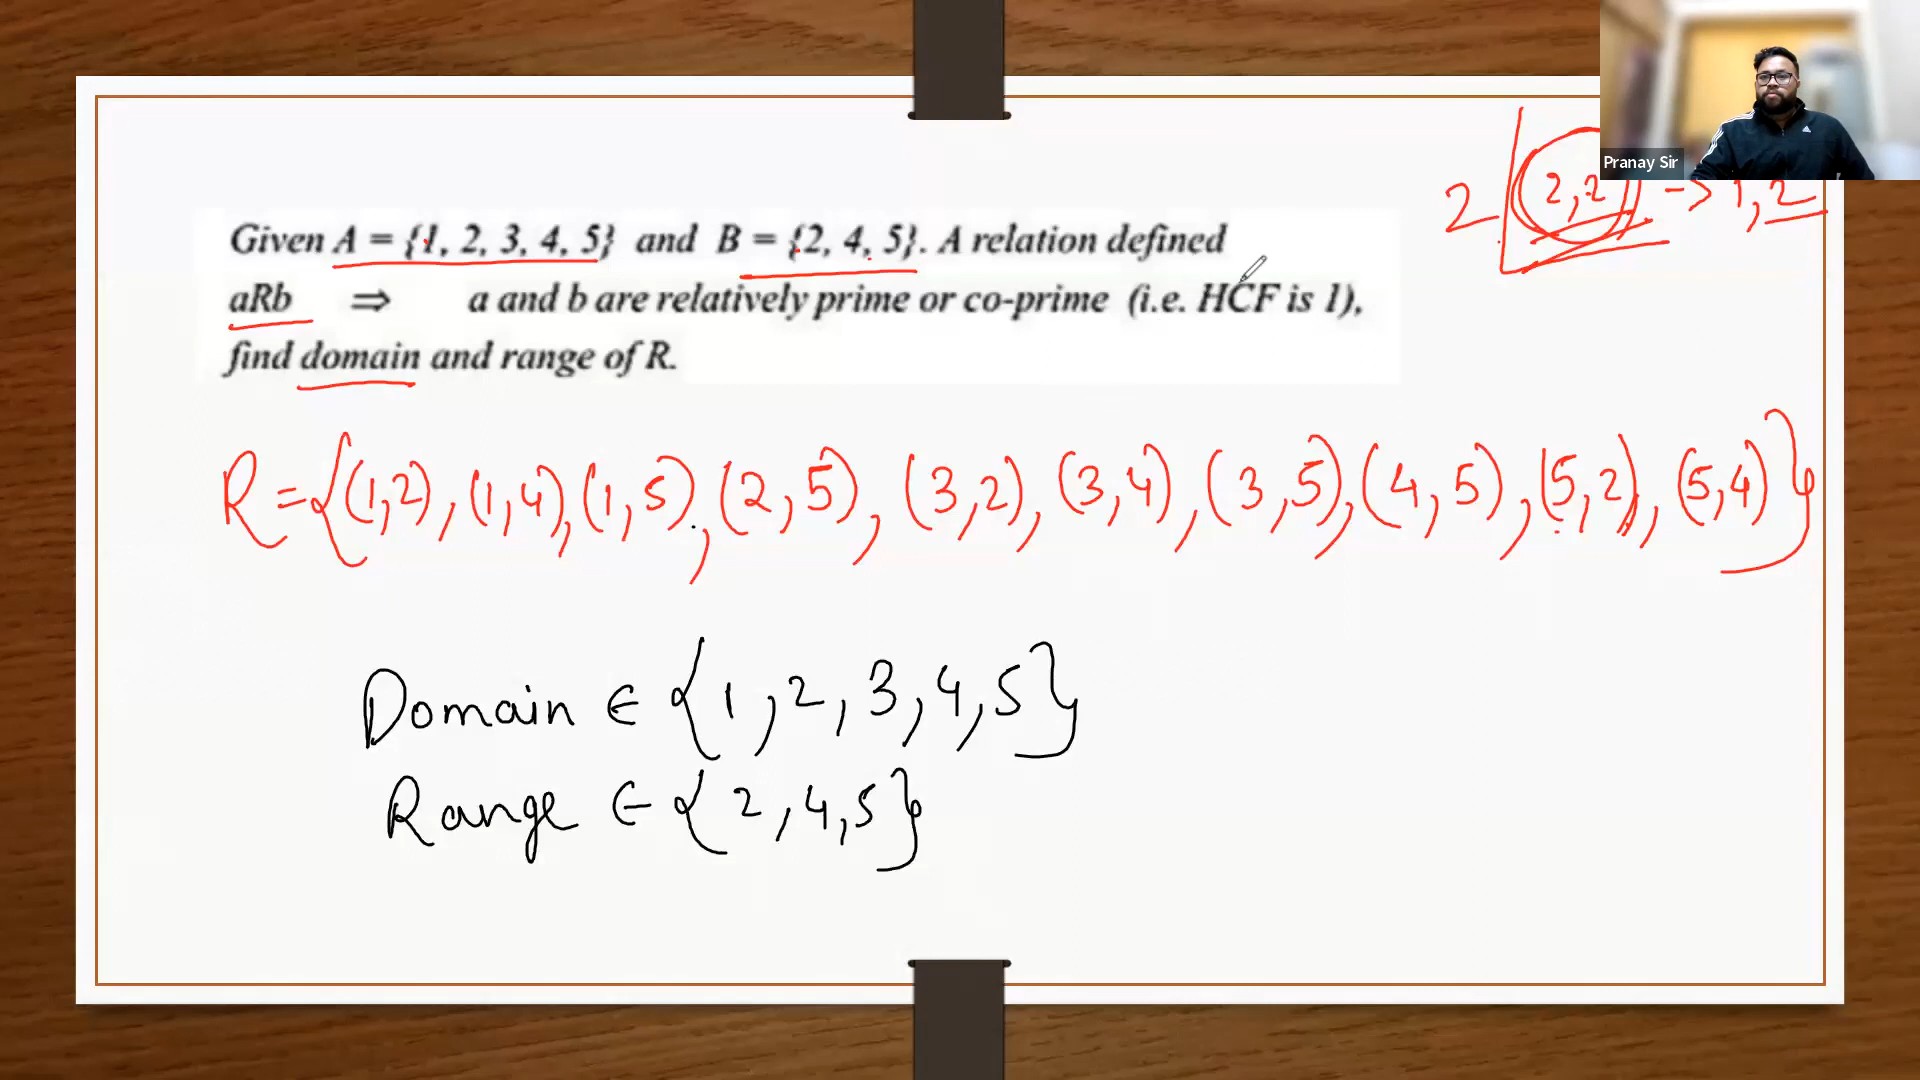 Pranay Sir
2 (2,2) -> 1,2
Given A = {1, 2, 3, 4, 5} and B = {2, 4, 5}. A relation defined
aRb ⇒ a and b are relatively prime or co-prime (i.e. HCF is 1),
find domain and range of R.
R = {(1,2), (1,4), (1,5), (2,5), (3,2), (3,4), (3,5), (4,5), (5,2), (5,4)}
Domain ∈ {1,2,3,4,5}
Range ∈ {2,4,5}